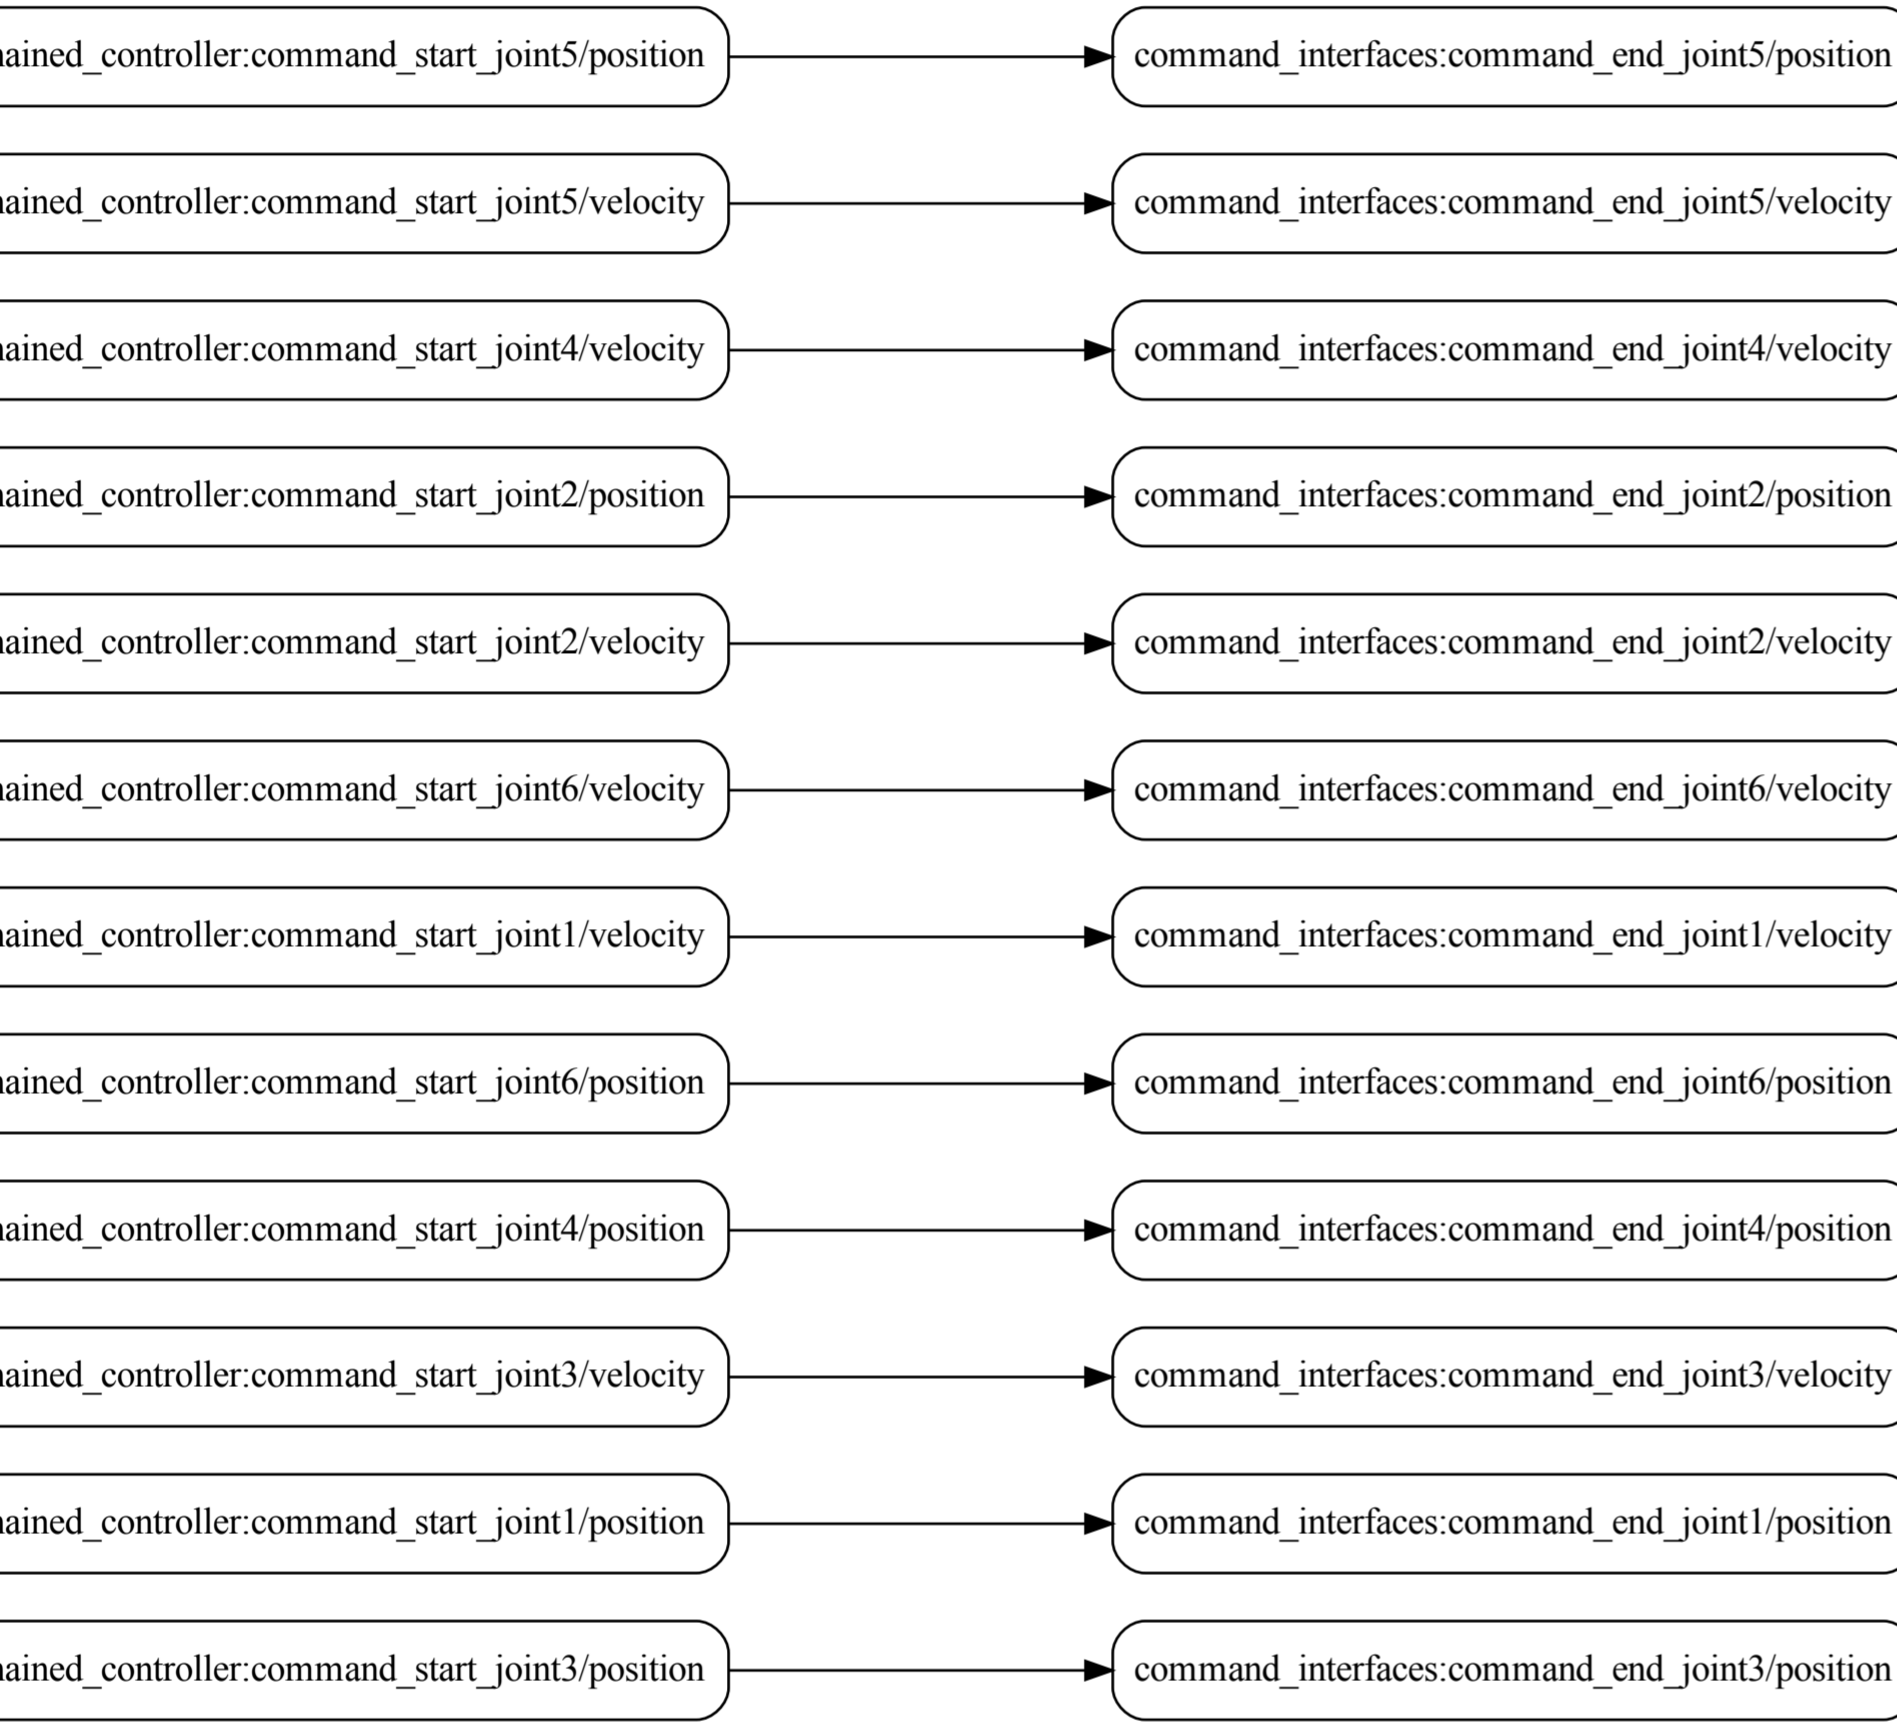 ained_controller:command_start_joint5/position command_interfaces:command_end_joint5/position
ained_controller:command_start_joint5/velocity command_interfaces:command_end_joint5/velocity
ained_controller:command_start_joint4/velocity command_interfaces:command_end_joint4/velocity
ained_controller:command_start_joint2/position command_interfaces:command_end_joint2/position
ained_controller:command_start_joint2/velocity command_interfaces:command_end_joint2/velocity
ained_controller:command_start_joint6/velocity command_interfaces:command_end_joint6/velocity
ained_controller:command_start_joint1/velocity command_interfaces:command_end_joint1/velocity
ained_controller:command_start_joint6/position command_interfaces:command_end_joint6/position
ained_controller:command_start_joint4/position command_interfaces:command_end_joint4/position
ained_controller:command_start_joint3/velocity command_interfaces:command_end_joint3/velocity
ained_controller:command_start_joint1/position command_interfaces:command_end_joint1/position
ained_controller:command_start_joint3/position command_interfaces:command_end_joint3/position